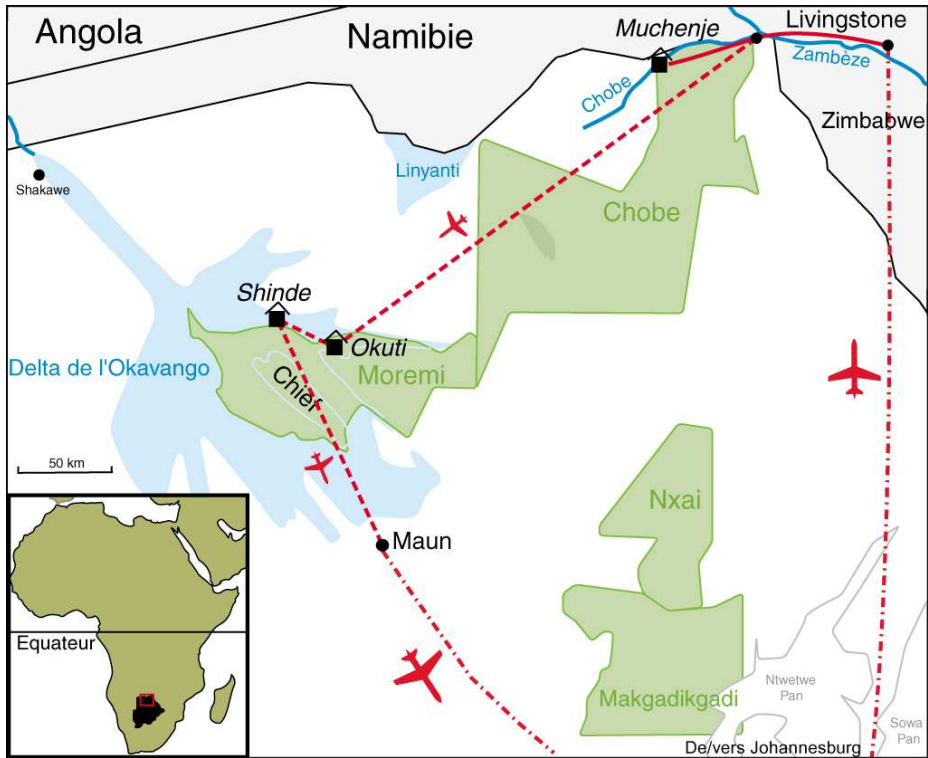 Angola
Namibie
Muchenje
Livingstone
Zambèze
Chobe
Zimbabwe
Linyanti
Shakawe
Chobe
Shinde
Okuti
Delta de l'Okavango
Moremi
Chief
50 km
Nxai
Maun
Equateur
Makgadikgadi
Ntwetwe
Pan
Sowa
Pan
De/vers Johannesburg